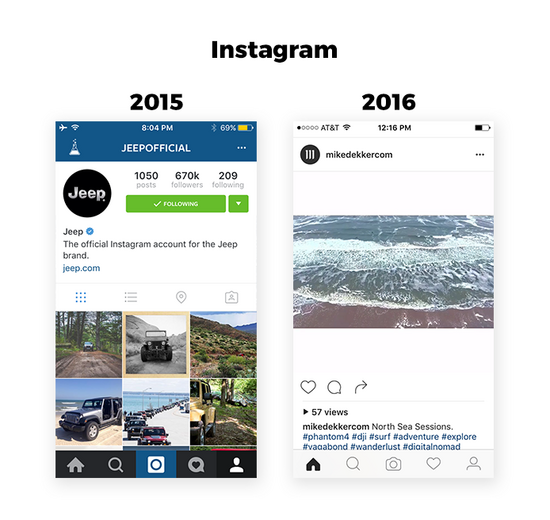 Instagram
2015
2016
8:04 PM
69%
JEEPOFFICIAL
Jeep
1050
670k
209
posts
followers
following
FOLLOWING
Jeep
The official Instagram account for the Jeep
brand.
jeep.com
AT&T
12:16 PM
mikedekkercom
57 views
mikedekkercom North Sea Sessions.
#phantom4 #dji #surf #adventure #explore
#vagabond #wanderlust #digitalnomad